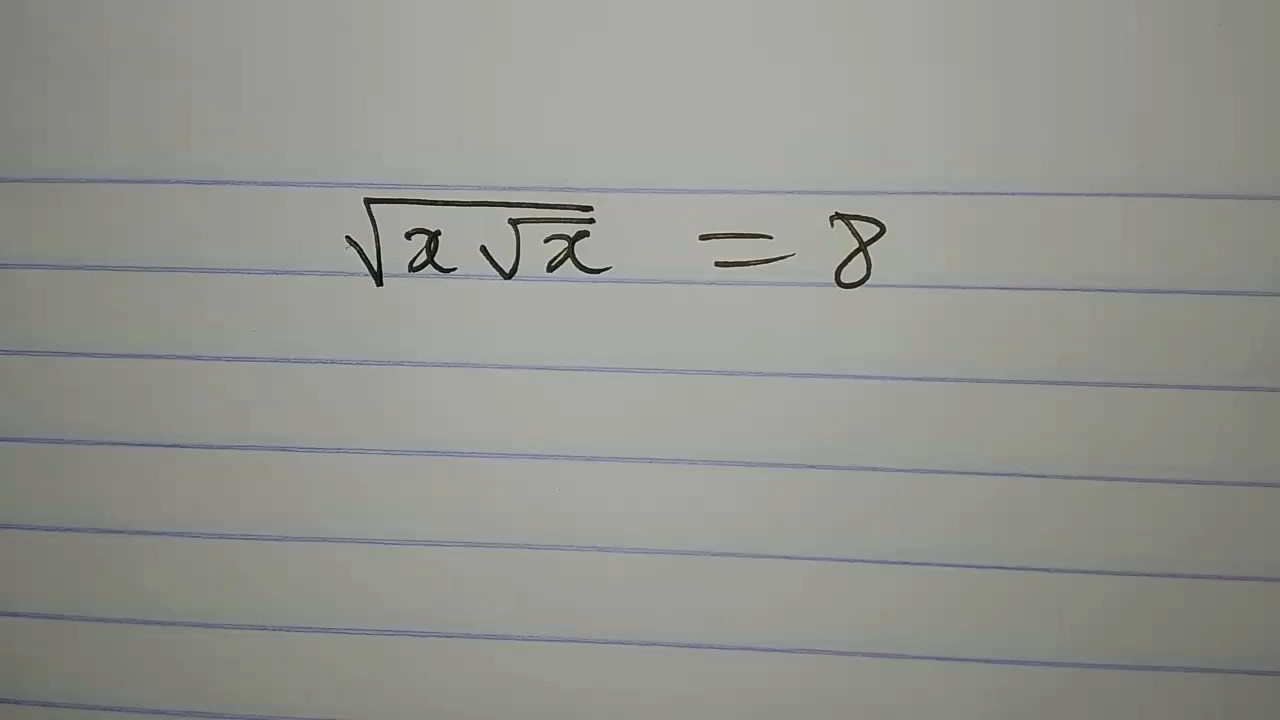 √(x√x) = 8